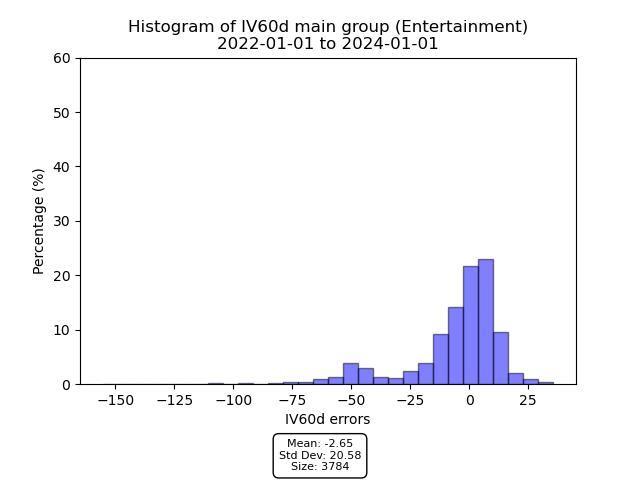 Histogram of IV60d main group (Entertainment)
2022-01-01 to 2024-01-01
60
50
40
30
20
10
0
Percentage (%)
−150 −125 −100 −75 −50 −25 0 25
IV60d errors
Mean: -2.65
Std Dev: 20.58
Size: 3784